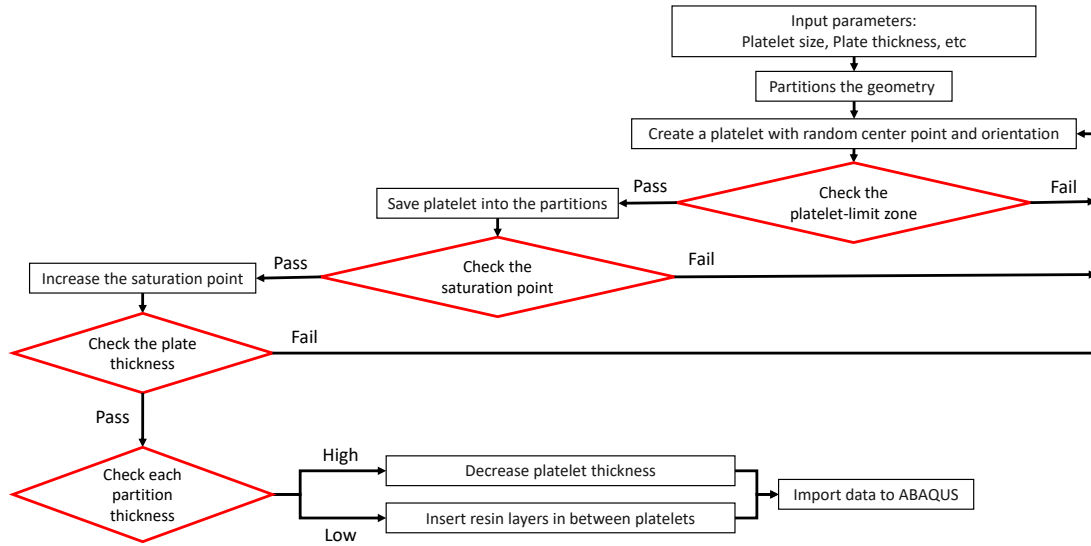 Input parameters:
Platelet size, Plate thickness, etc
Partitions the geometry
Create a platelet with random center point and orientation
Pass
Check the
platelet-limit zone
Fail
Save platelet into the partitions
Pass
Check the
saturation point
Fail
Increase the saturation point
Check the plate
thickness
Fail
Pass
Check each
partition
thickness
High
Decrease platelet thickness
Low
Insert resin layers in between platelets
Import data to ABAQUS